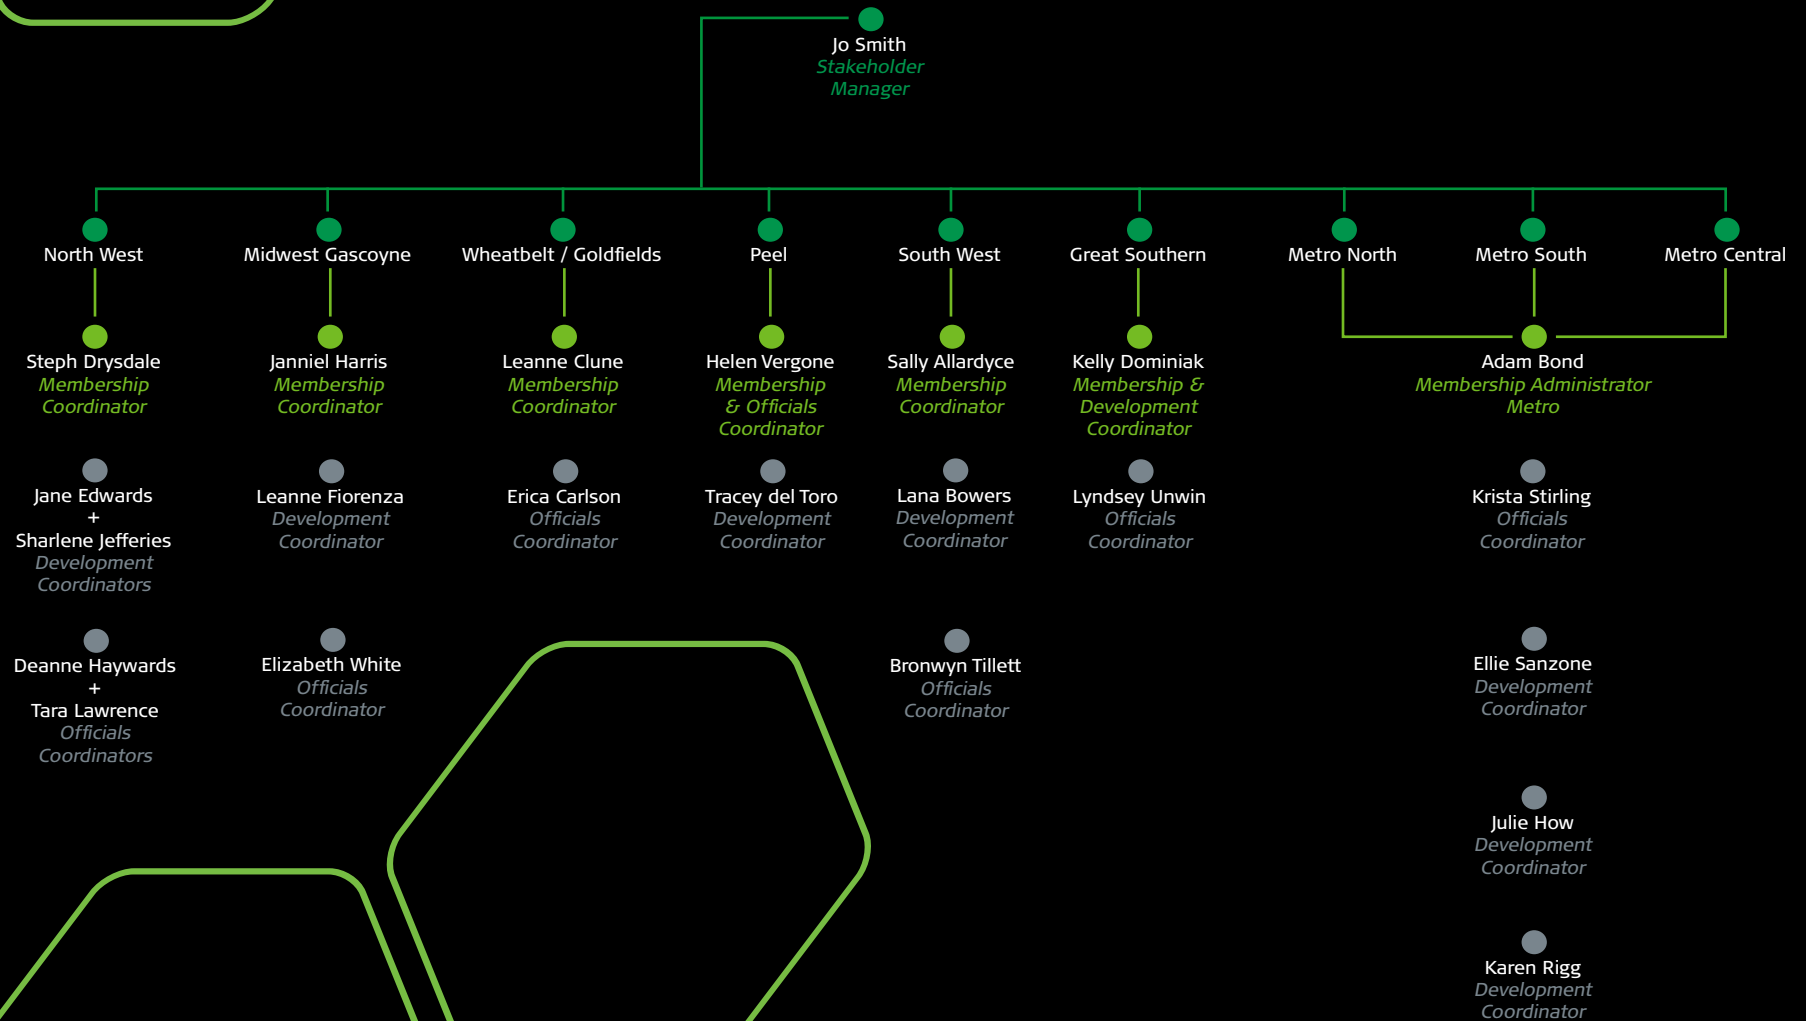 Jo Smith
Stakeholder
Manager
North West
Midwest Gascoyne
Wheatbelt / Goldfields
Peel
South West
Great Southern
Metro North
Metro South
Metro Central
Steph Drysdale
Membership
Coordinator
Janniel Harris
Membership
Coordinator
Leanne Clune
Membership
Coordinator
Helen Vergone
Membership
& Officials
Coordinator
Sally Allardyce
Membership
Coordinator
Kelly Dominiak
Membership &
Development
Coordinator
Adam Bond
Membership Administrator
Metro
Jane Edwards
+
Sharlene Jefferies
Development
Coordinators
Leanne Fiorenza
Development
Coordinator
Erica Carlson
Officials
Coordinator
Tracey del Toro
Development
Coordinator
Lana Bowers
Development
Coordinator
Lyndsey Unwin
Officials
Coordinator
Krista Stirling
Officials
Coordinator
Deanne Haywards
+
Tara Lawrence
Officials
Coordinators
Elizabeth White
Officials
Coordinator
Bronwyn Tillett
Officials
Coordinator
Ellie Sanzone
Development
Coordinator
Julie How
Development
Coordinator
Karen Rigg
Development
Coordinator